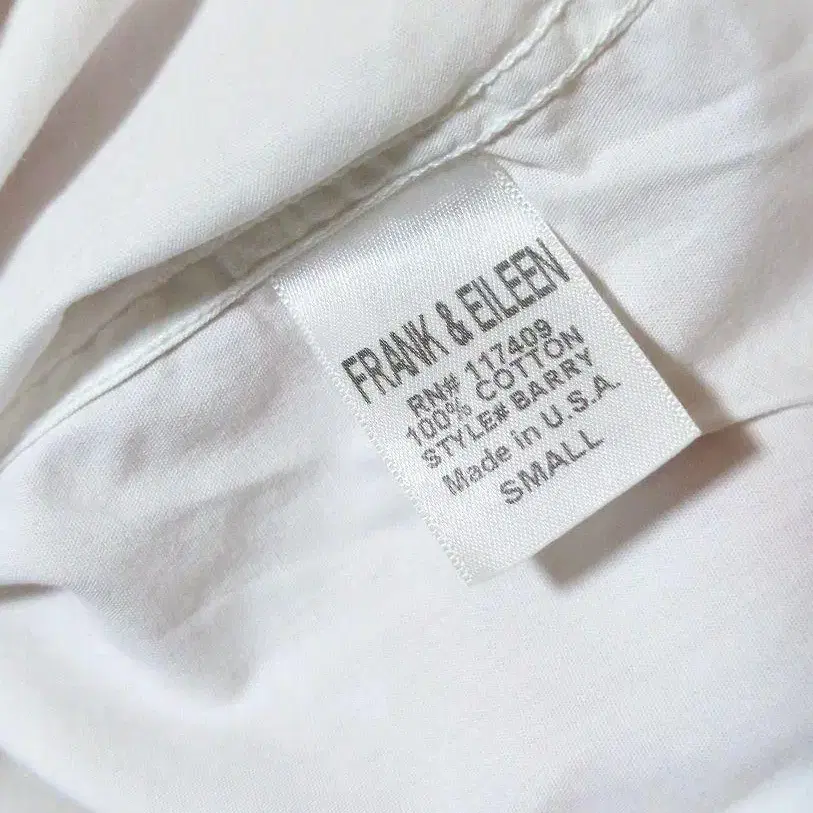 FRANK & EILEEN
RN# 117409
100% COTTON
STYLE# BARRY
Made in U.S.A.
SMALL